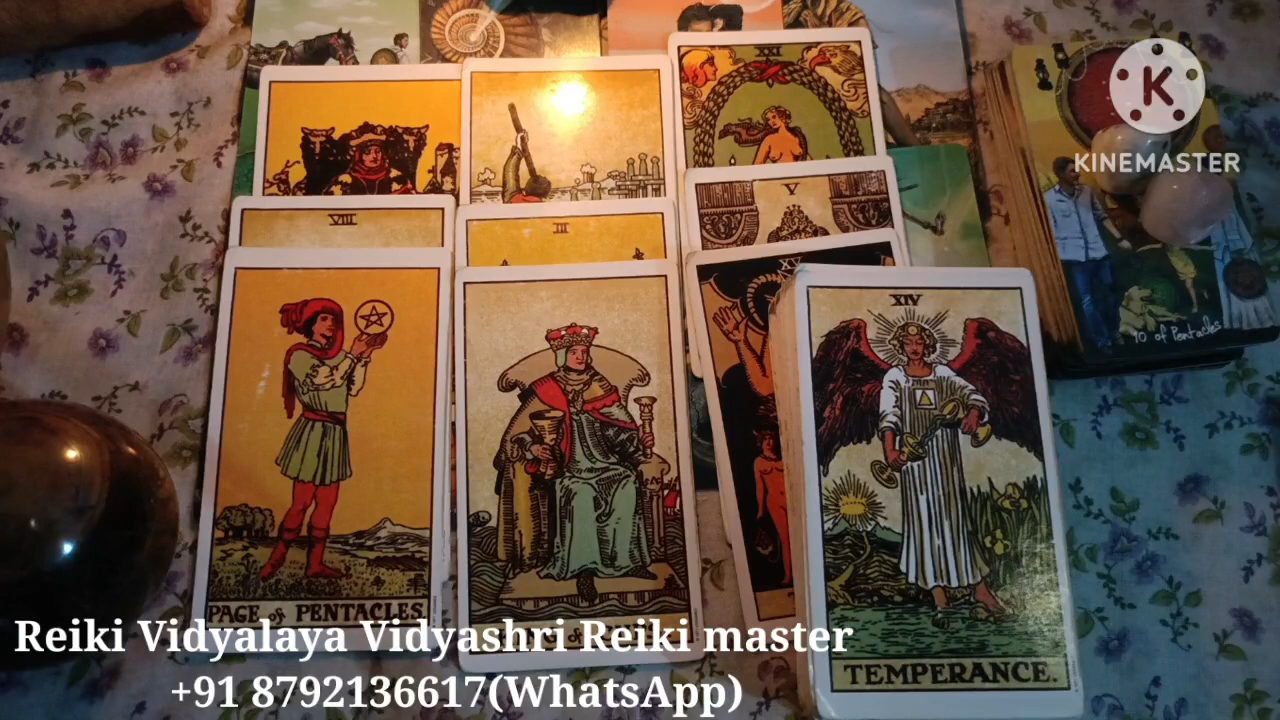 XXI
KINEMASTER
V
VIII
III
XV
XIV
10 of Pentacles
PAGE of PENTACLES.
Reiki Vidyalaya Vidyashri Reiki master
TEMPERANCE.
+91 8792136617(WhatsApp)